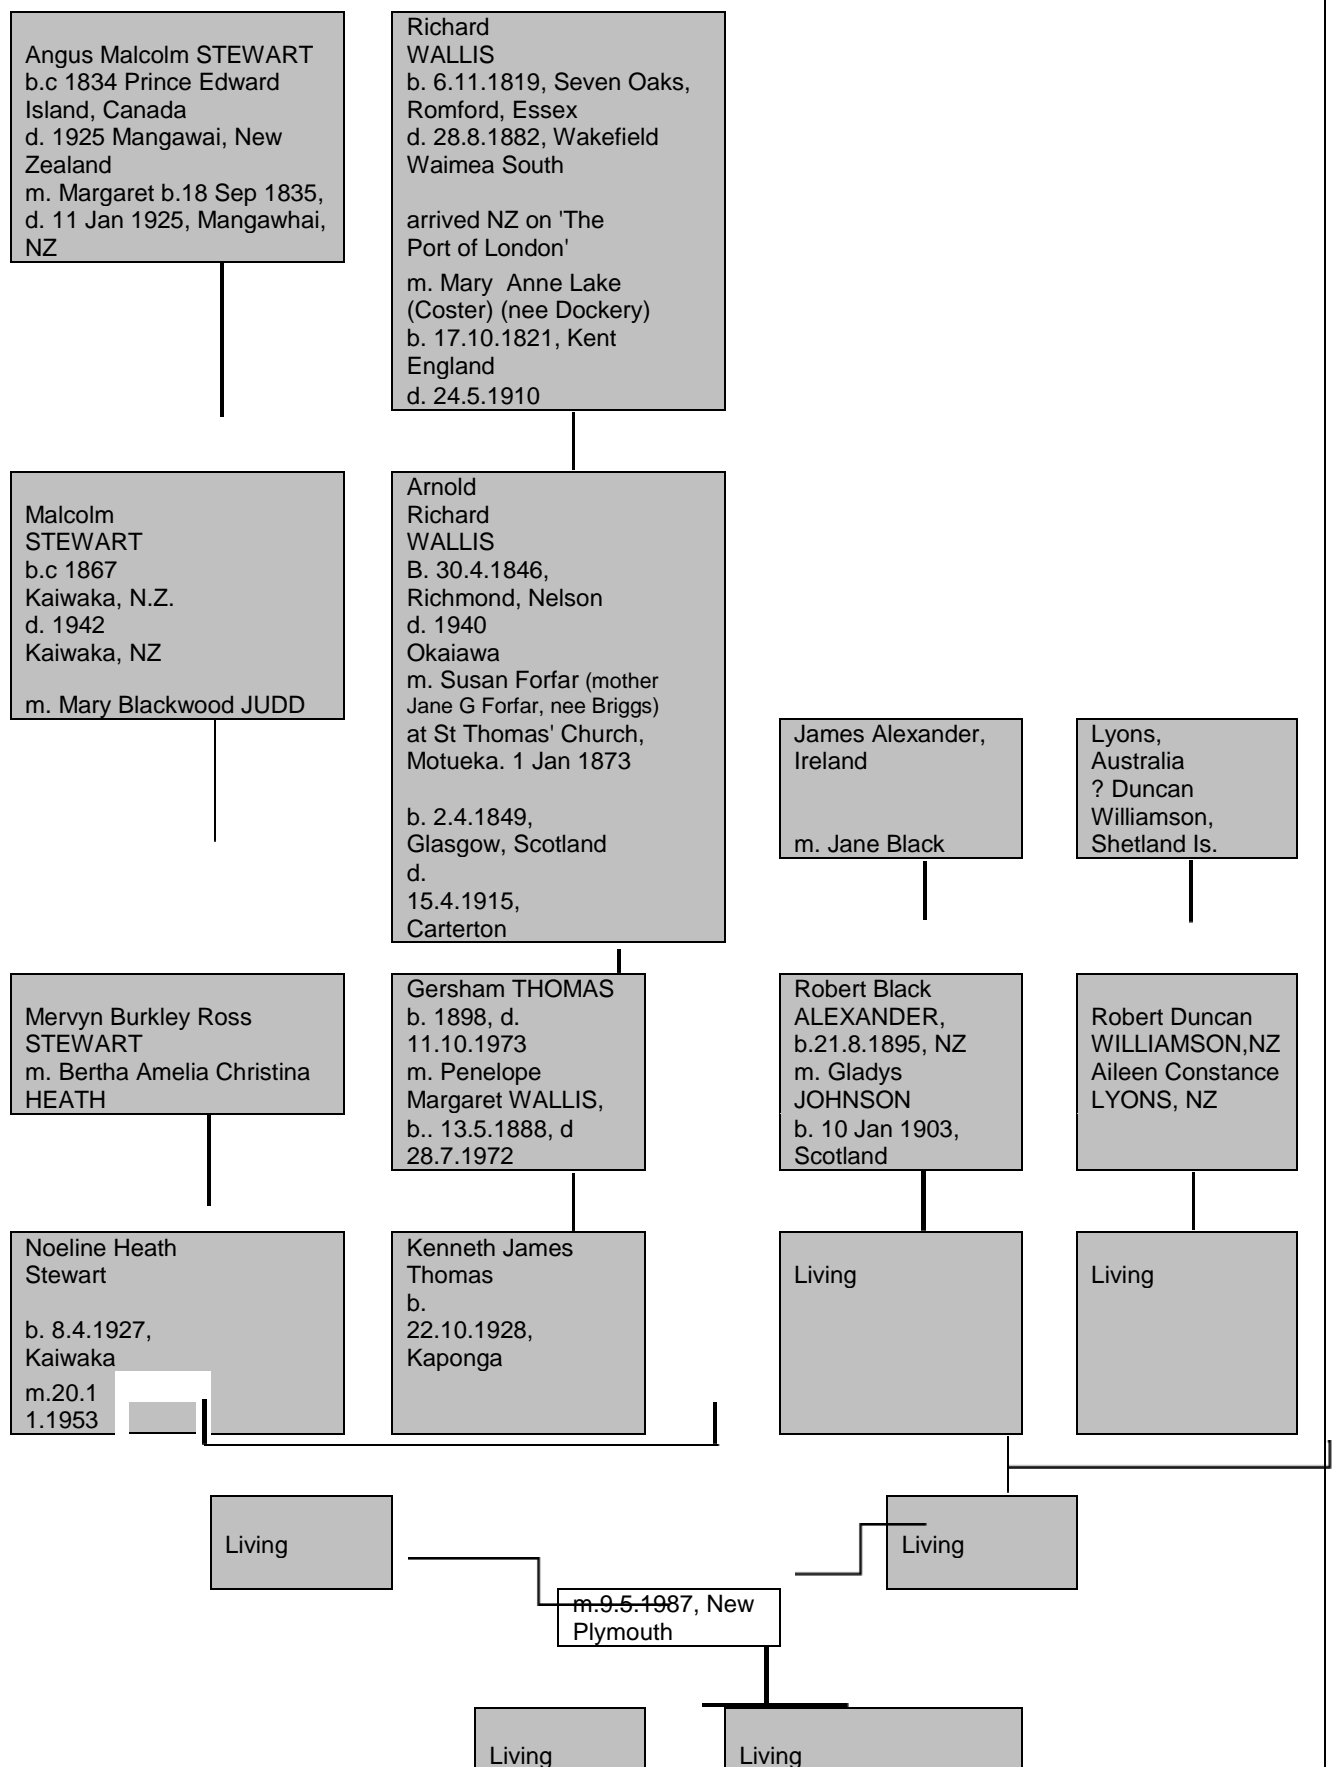 Angus Malcolm STEWART
b.c 1834 Prince Edward
Island, Canada
d. 1925 Mangawai, New
Zealand
m. Margaret b.18 Sep 1835,
d. 11 Jan 1925, Mangawhai,
NZ
Richard
WALLIS
b. 6.11.1819, Seven Oaks,
Romford, Essex
d. 28.8.1882, Wakefield
Waimea South
arrived NZ on 'The
Port of London'
m. Mary  Anne Lake
(Coster) (nee Dockery)
b. 17.10.1821, Kent
England
d. 24.5.1910
Malcolm
STEWART
b.c 1867
Kaiwaka, N.Z.
d. 1942
Kaiwaka, NZ
m. Mary Blackwood JUDD
Arnold
Richard
WALLIS
B. 30.4.1846,
Richmond, Nelson
d. 1940
Okaiawa
m. Susan Forfar (mother
Jane G Forfar, nee Briggs)
at St Thomas' Church,
Motueka. 1 Jan 1873
b. 2.4.1849,
Glasgow, Scotland
d.
15.4.1915,
Carterton
James Alexander,
Ireland
m. Jane Black
Lyons,
Australia
? Duncan
Williamson,
Shetland Is.
Mervyn Burkley Ross
STEWART
m. Bertha Amelia Christina
HEATH
Gersham THOMAS
b. 1898, d.
11.10.1973
m. Penelope
Margaret WALLIS,
b.. 13.5.1888, d
28.7.1972
Robert Black
ALEXANDER,
b.21.8.1895, NZ
m. Gladys
JOHNSON
b. 10 Jan 1903,
Scotland
Robert Duncan
WILLIAMSON,NZ
Aileen Constance
LYONS, NZ
Noeline Heath
Stewart
b. 8.4.1927,
Kaiwaka
m.20.1
1.1953
Kenneth James
Thomas
b.
22.10.1928,
Kaponga
Living
Living
Living
Living
m.9.5.1987, New
Plymouth
Living
Living